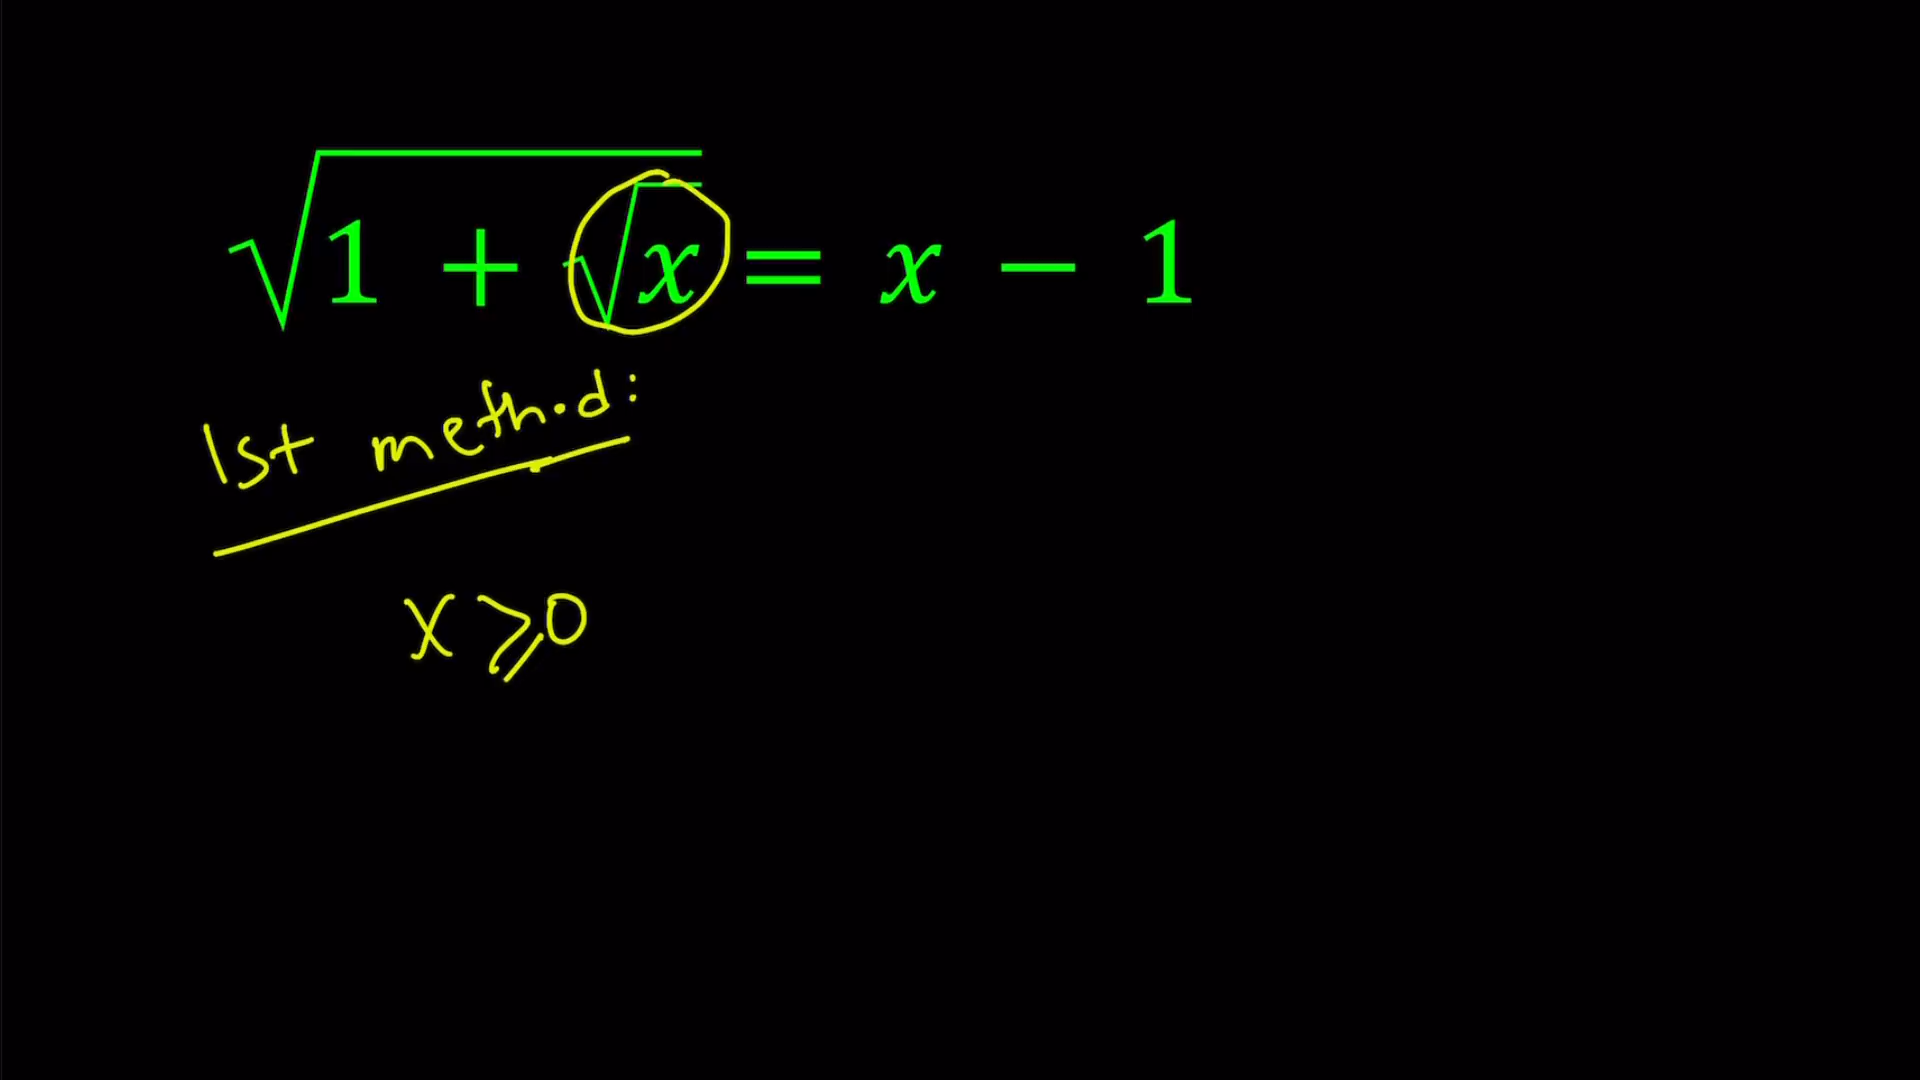 √(1 + √x) = x − 1
1st method:
x ⩾ 0